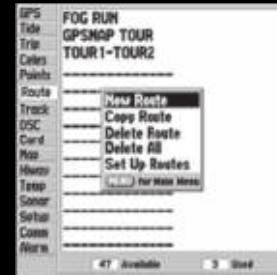 GPS
Tide
Trip
Celes
Points
Route
Track
DSC
Card
Map
Hiway
Temp
Sonar
Setup
Comm
Alarm
FOG RUN
GPSMAP TOUR
TOUR1-TOUR2
New Route
Copy Route
Delete Route
Delete All
Set Up Routes
MENU for Main Menu
47 Available
3 Used